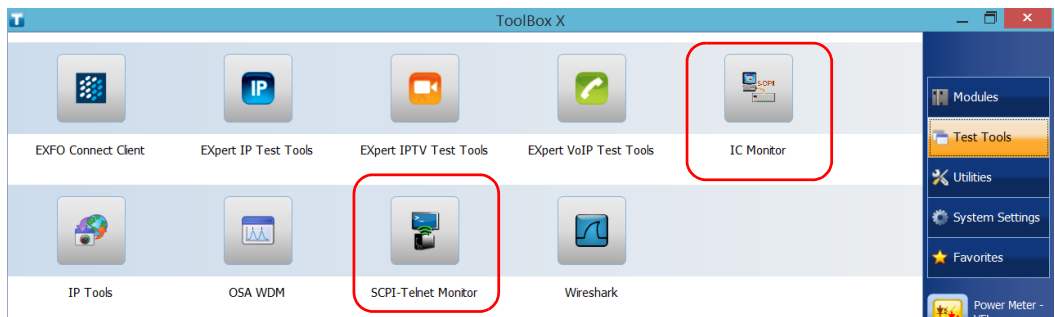 ToolBox X
SCPI
EXFO Connect Client
EXpert IP Test Tools
EXpert IPTV Test Tools
EXpert VoIP Test Tools
IC Monitor
IP
IP Tools
OSA WDM
SCPI-Telnet Monitor
Wireshark
Modules
Test Tools
Utilities
System Settings
Favorites
Power Meter -